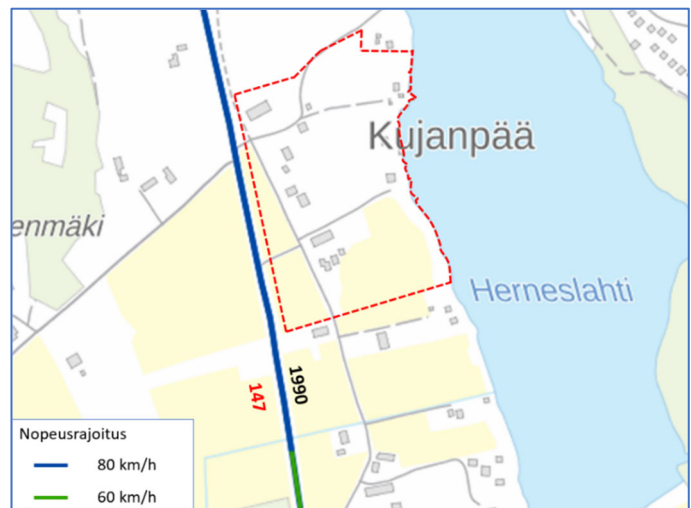 Kujanpää
enmäki
Herneslahti
147
1990
Nopeusrajoitus
80 km/h
60 km/h